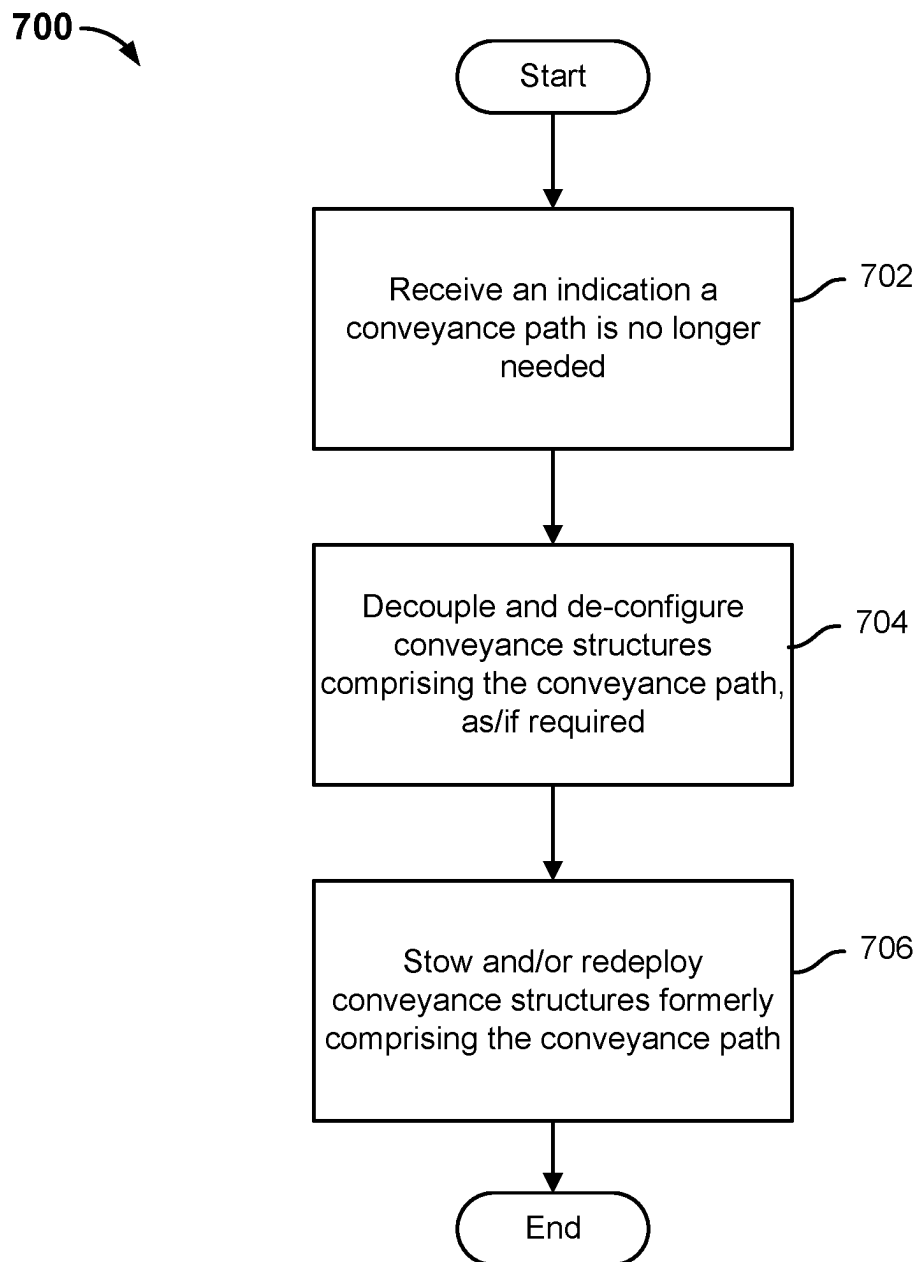 700
Start
Receive an indication a
conveyance path is no longer
needed
702
Decouple and de-configure
conveyance structures
comprising the conveyance path,
as/if required
704
Stow and/or redeploy
conveyance structures formerly
comprising the conveyance path
706
End